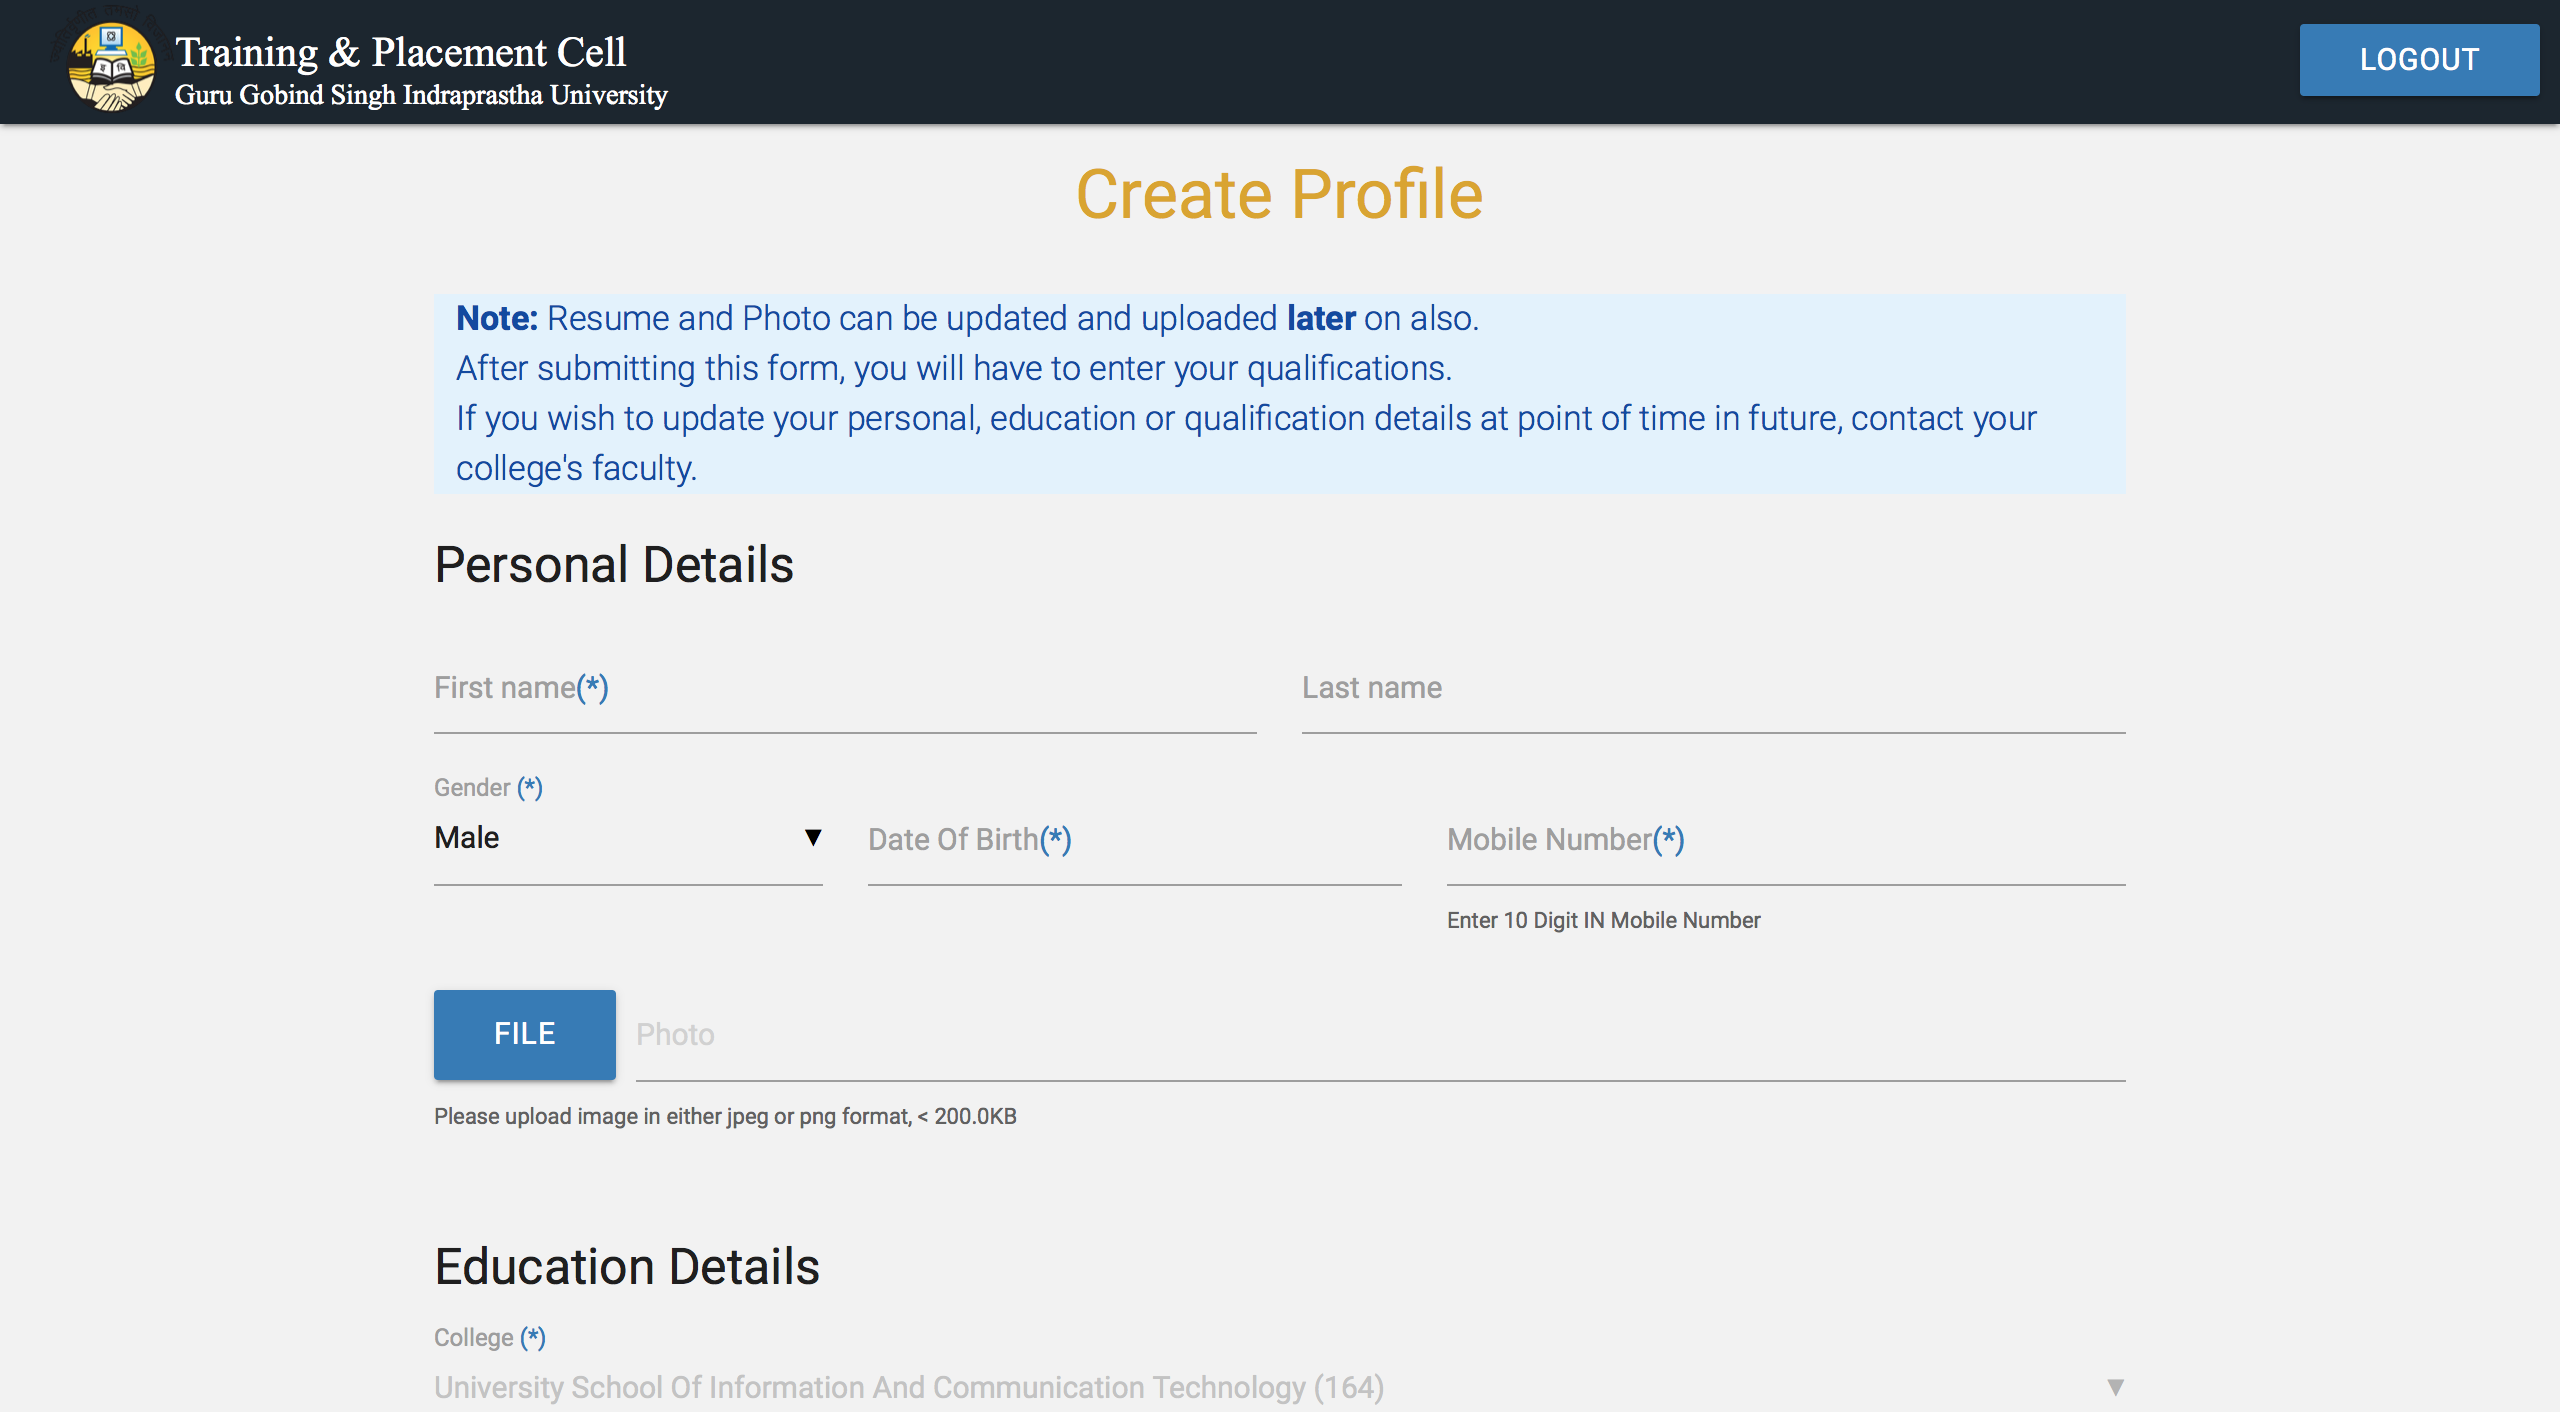 Training & Placement Cell
Guru Gobind Singh Indraprastha University
LOGOUT
Create Profile
Note: Resume and Photo can be updated and uploaded later on also.
After submitting this form, you will have to enter your qualifications.
If you wish to update your personal, education or qualification details at point of time in future, contact your
college's faculty.
Personal Details
First name(*)
Last name
Gender (*)
Male
Date Of Birth(*)
Mobile Number(*)
Enter 10 Digit IN Mobile Number
FILE
Photo
Please upload image in either jpeg or png format, < 200.0KB
Education Details
College (*)
University School Of Information And Communication Technology (164)